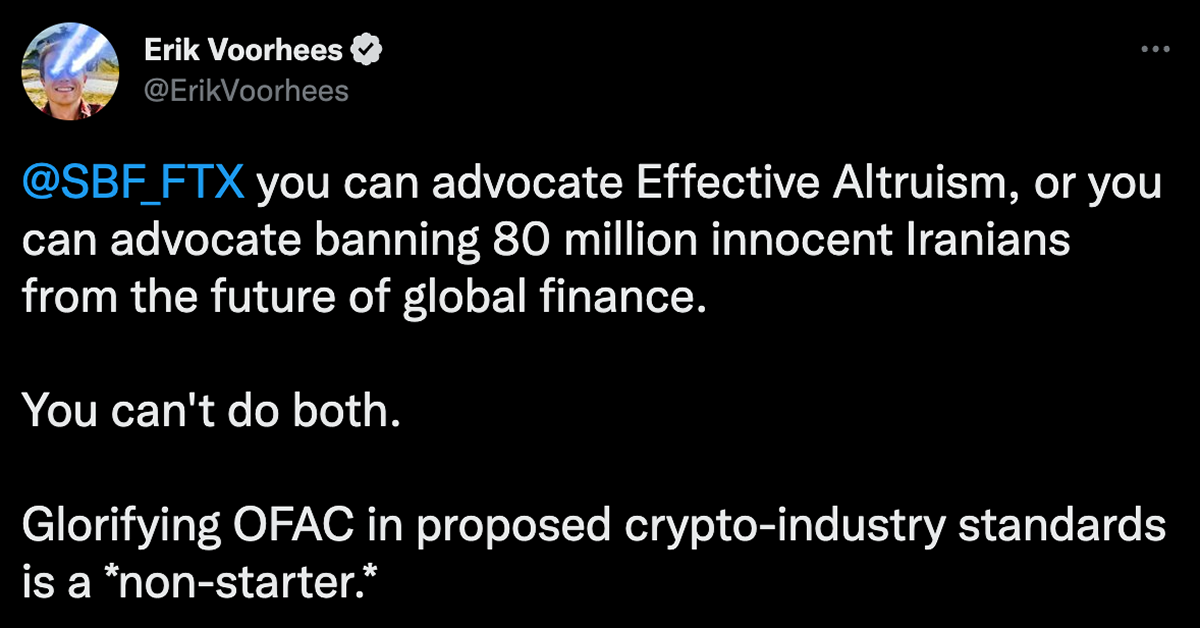 Erik Voorhees
@ErikVoorhees
@SBF_FTX you can advocate Effective Altruism, or you
can advocate banning 80 million innocent Iranians
from the future of global finance.
You can't do both.
Glorifying OFAC in proposed crypto-industry standards
is a *non-starter.*